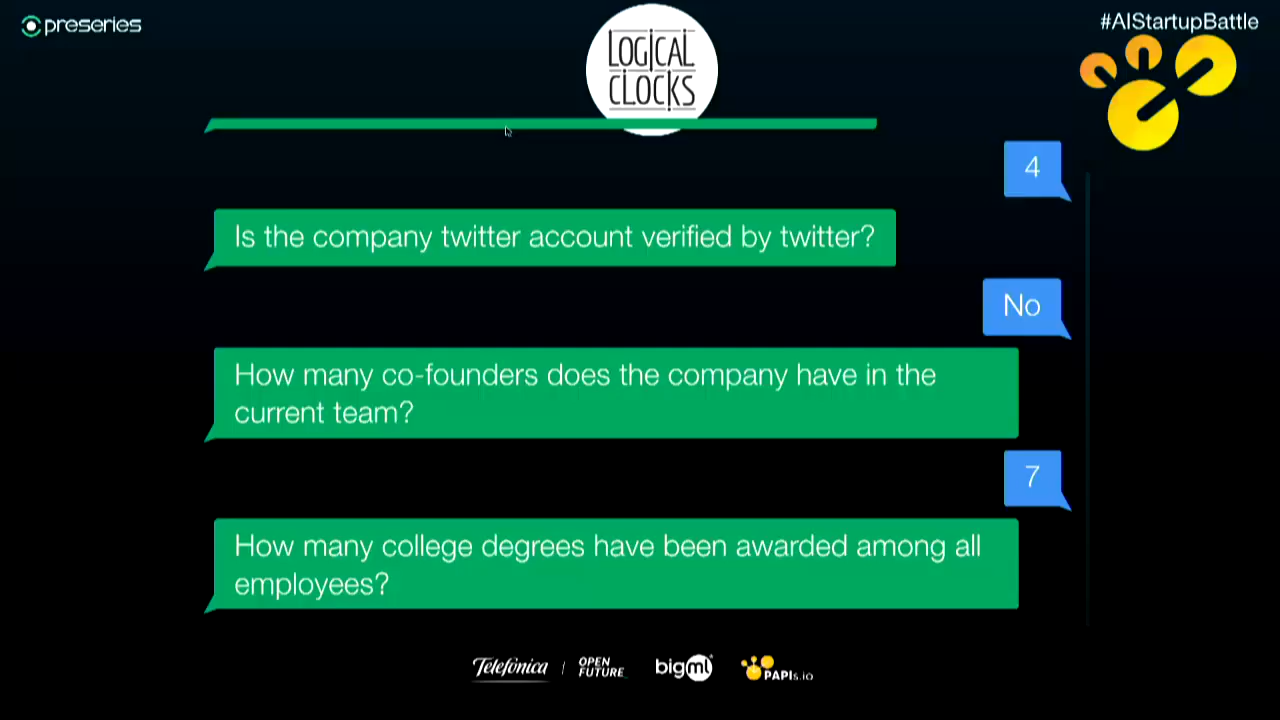 preseries
#AIStartupBattle
LOGICAL
CLOCKS
4
Is the company twitter account verified by twitter?
No
How many co-founders does the company have in the
current team?
7
How many college degrees have been awarded among all
employees?
Telefónica | OPEN
FUTURE_
bigml
PAPIs.io